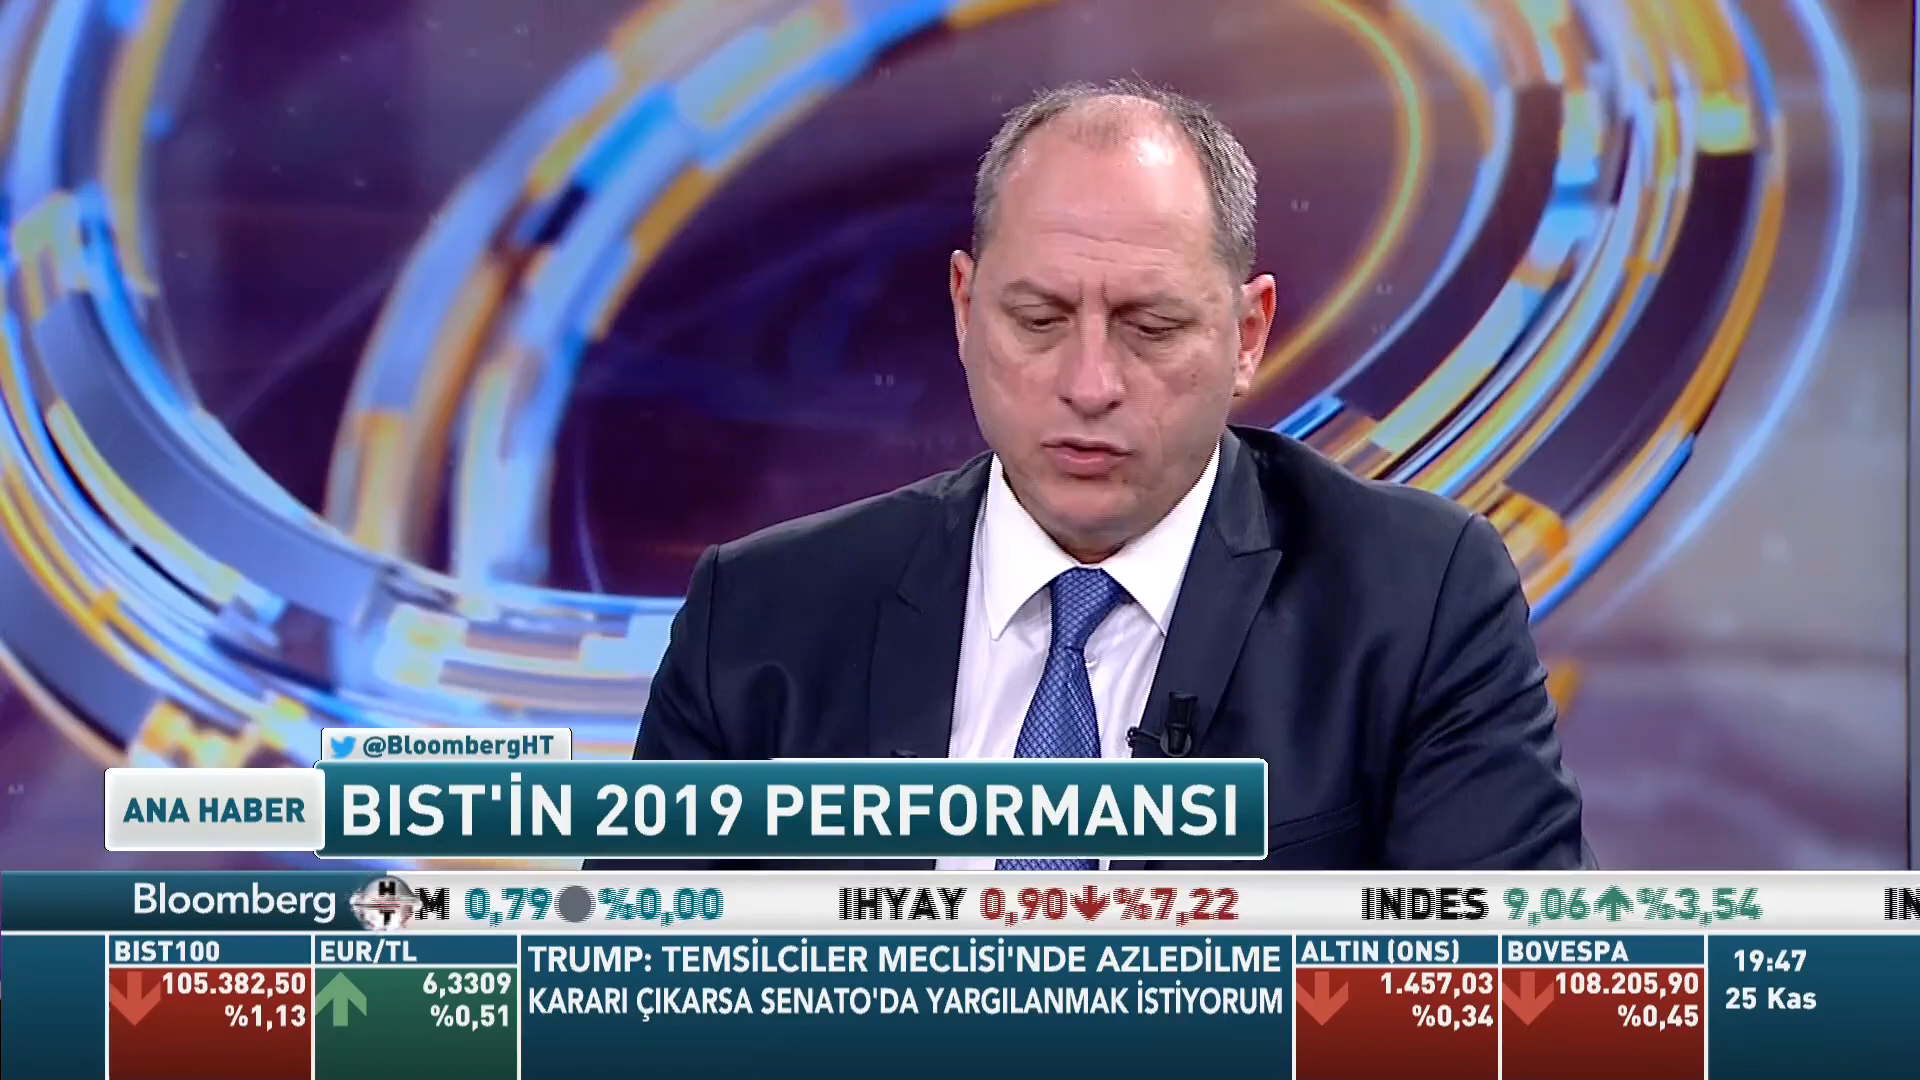 @BloombergHT
ANA HABER
BIST'İN 2019 PERFORMANSI
Bloomberg HT
M 0,79 %0,00 IHYAY 0,90 %7,22 INDES 9,06 %3,54 IN
BIST100
105.382,50
%1,13
EUR/TL
6,3309
%0,51
TRUMP: TEMSİLCİLER MECLİSİ'NDE AZLEDİLME
KARARI ÇIKARSA SENATO'DA YARGILANMAK İSTİYORUM
ALTIN (ONS)
1.457,03
%0,34
BOVESPA
108.205,90
%0,45
19:47
25 Kas